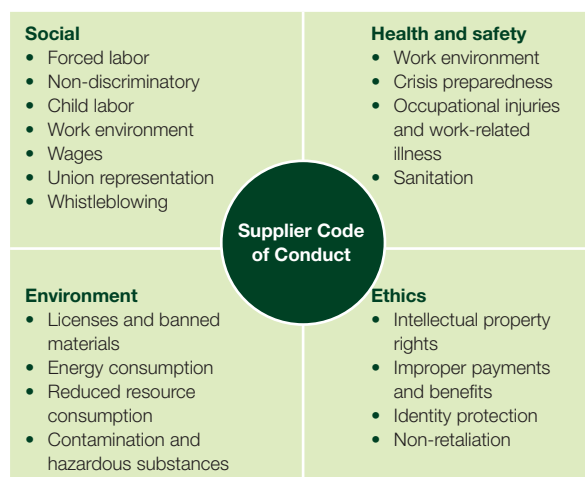 Social
• Forced labor
• Non-discriminatory
• Child labor
• Work environment
• Wages
• Union representation
• Whistleblowing
Health and safety
• Work environment
• Crisis preparedness
• Occupational injuries
and work-related
illness
• Sanitation
Supplier Code
of Conduct
Environment
• Licenses and banned
materials
• Energy consumption
• Reduced resource
consumption
• Contamination and
hazardous substances
Ethics
• Intellectual property
rights
• Improper payments
and benefits
• Identity protection
• Non-retaliation